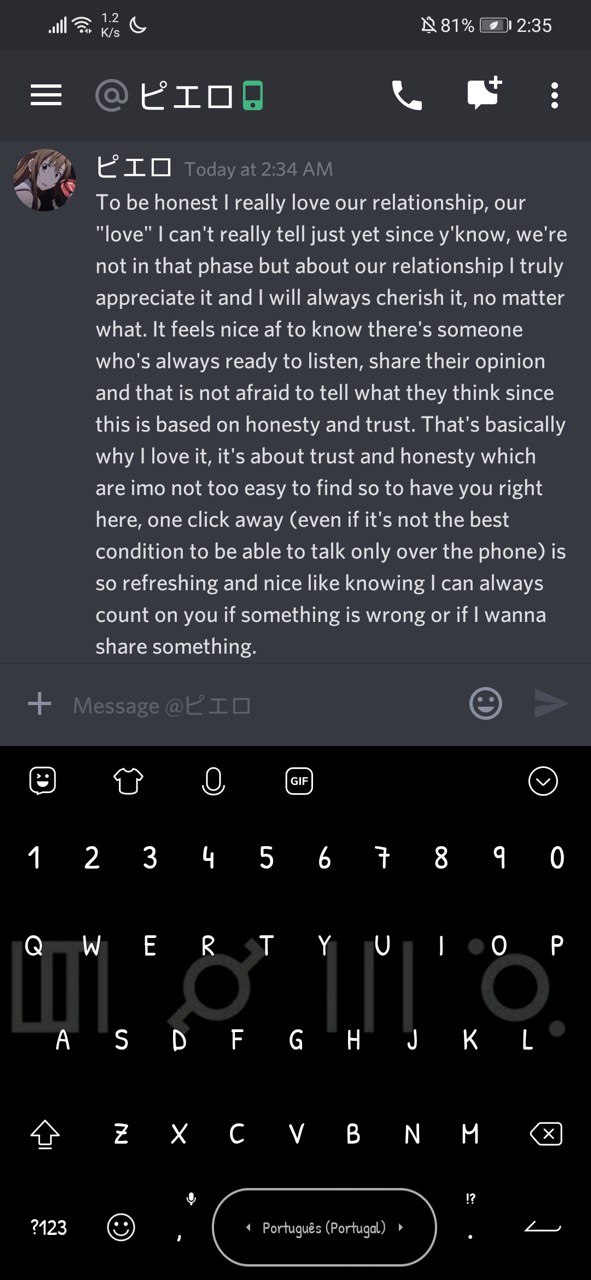 1.2
K/s
81%
2:35
@ ピエロ
ピエロ Today at 2:34 AM
To be honest I really love our relationship, our
"love" I can't really tell just yet since y'know, we're
not in that phase but about our relationship I truly
appreciate it and I will always cherish it, no matter
what. It feels nice af to know there's someone
who's always ready to listen, share their opinion
and that is not afraid to tell what they think since
this is based on honesty and trust. That's basically
why I love it, it's about trust and honesty which
are imo not too easy to find so to have you right
here, one click away (even if it's not the best
condition to be able to talk only over the phone) is
so refreshing and nice like knowing I can always
count on you if something is wrong or if I wanna
share something.
Message @ピエロ
GIF
1 2 3 4 5 6 7 8 9 0
Q W E R T Y U I O P
A S D F G H J K L
Z X C V B N M
!?
?123 , Português (Portugal) .